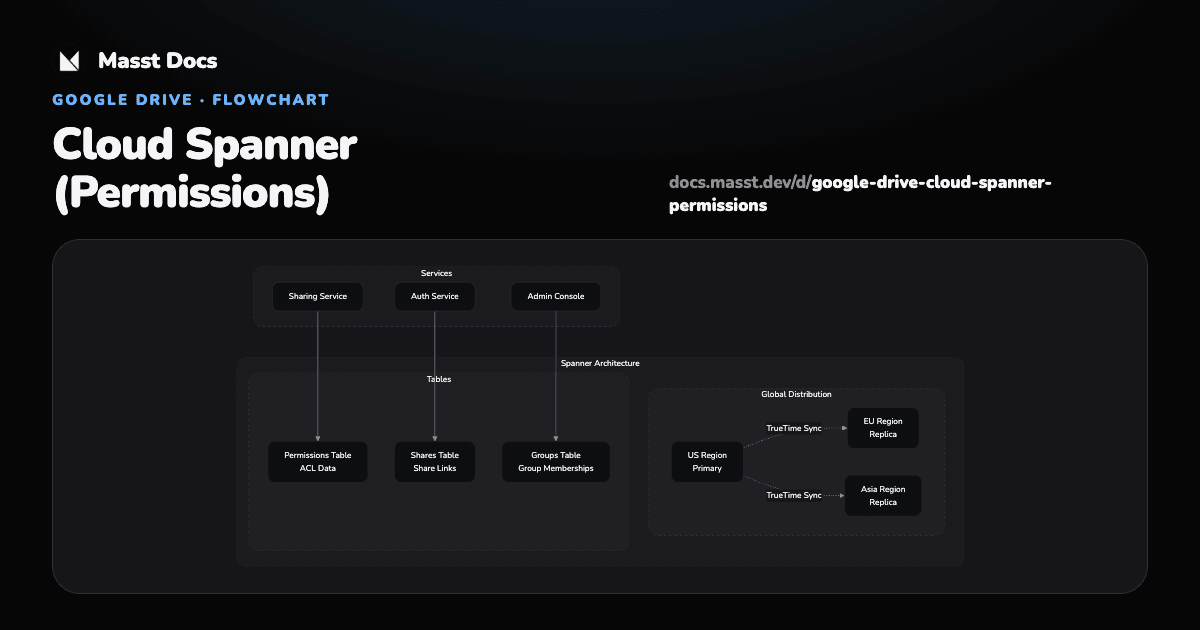 Masst Docs
GOOGLE DRIVE · FLOWCHART
Cloud Spanner
(Permissions)
docs.masst.dev/d/google-drive-cloud-spanner-
permissions
Services
Sharing Service
Auth Service
Admin Console
Spanner Architecture
Tables
Permissions Table
ACL Data
Shares Table
Share Links
Groups Table
Group Memberships
Global Distribution
US Region
Primary
TrueTime Sync
EU Region
Replica
TrueTime Sync
Asia Region
Replica